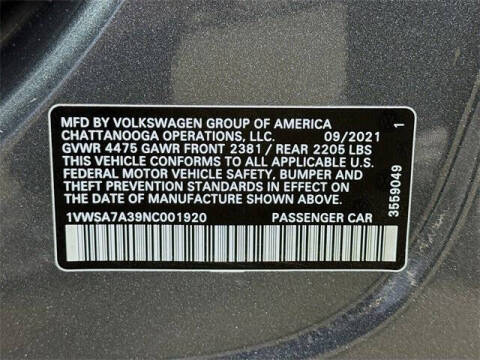 MFD BY VOLKSWAGEN GROUP OF AMERICA
CHATTANOOGA OPERATIONS, LLC. 09/2021
GVWR 4475 GAWR FRONT 2381 / REAR 2205 LBS
THIS VEHICLE CONFORMS TO ALL APPLICABLE U.S.
FEDERAL MOTOR VEHICLE SAFETY, BUMPER AND
THEFT PREVENTION STANDARDS IN EFFECT ON
THE DATE OF MANUFACTURE SHOWN ABOVE.
1VWSA7A39NC001920 PASSENGER CAR
3559049 1